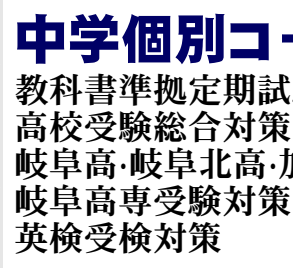 中学個別コー
教科書準拠定期試
高校受験総合対策
岐阜高·岐阜北高·加
岐阜高専受験対策
英検受検対策